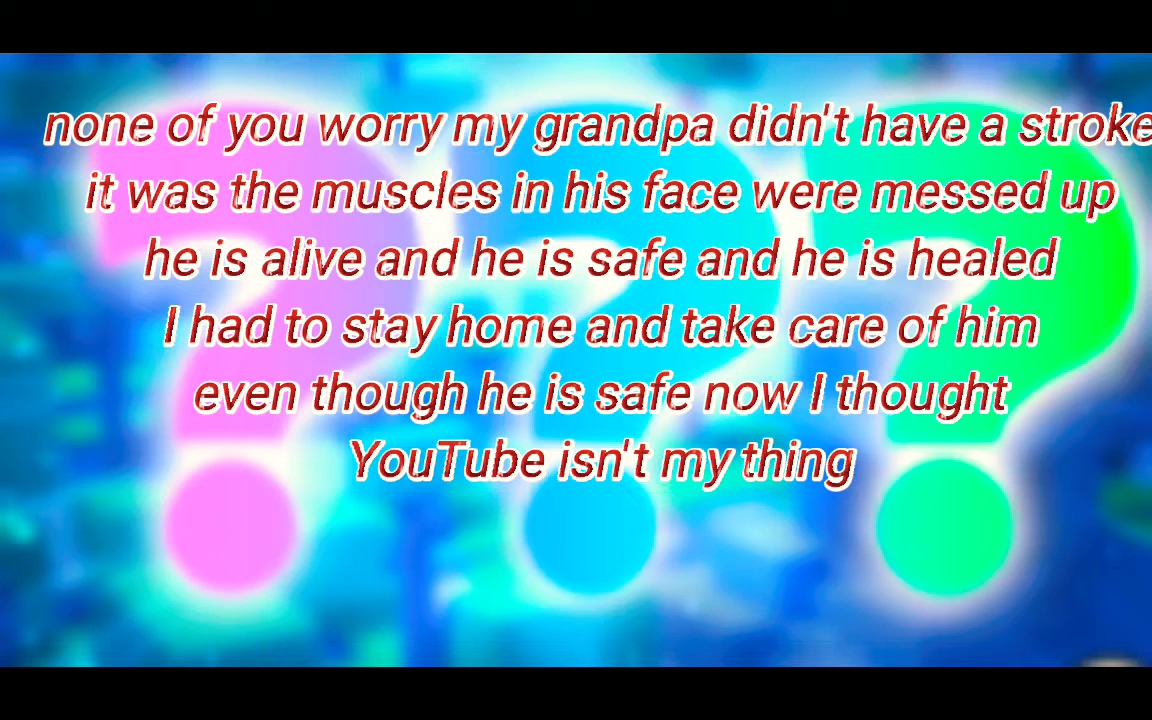 none of you worry my grandpa didn't have a stroke
it was the muscles in his face were messed up
he is alive and he is safe and he is healed
I had to stay home and take care of him
even though he is safe now I thought
YouTube isn't my thing